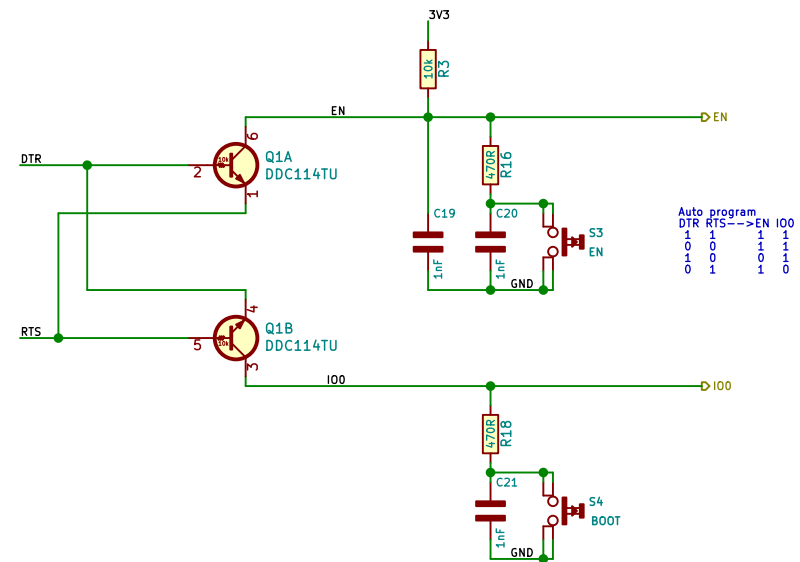 3V3
10k
R3
EN
EN
DTR
10k
6
2
1
Q1A
DDC114TU
470R
R16
C19
1nF
C20
1nF
S3
EN
GND
Auto program
DTR RTS-->EN IO0
1 1 1 1
0 0 1 1
1 0 0 1
0 1 1 0
RTS
10k
4
5
3
Q1B
DDC114TU
IO0
IO0
470R
R18
C21
1nF
S4
BOOT
GND